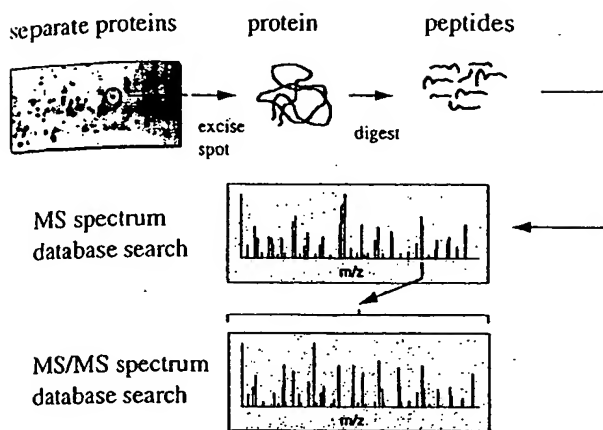 separate proteins
protein
peptides
excise
spot
digest
MS spectrum
database search
m/z
MS/MS spectrum
database search
m/z